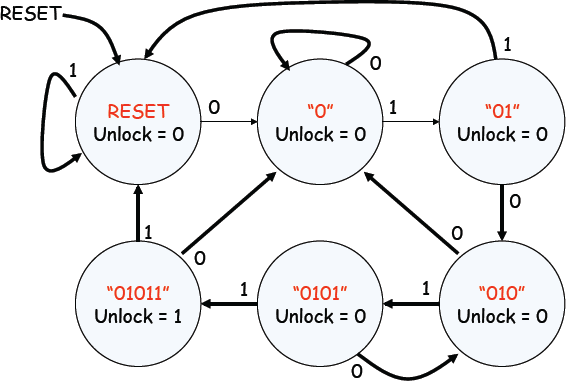 RESET
1
1
0
RESET
Unlock = 0
0
“0”
Unlock = 0
1
“01”
Unlock = 0
0
1
0
0
“01011”
Unlock = 1
1
“0101”
Unlock = 0
1
“010”
Unlock = 0
0